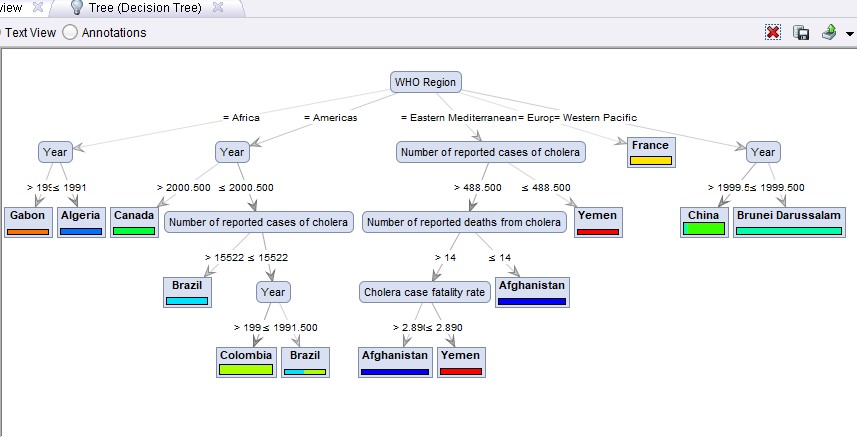 view
Tree (Decision Tree)
Text View
Annotations
WHO Region
= Africa
= Americas
= Eastern Mediterranean
= Europ
= Western Pacific
Year
Year
Number of reported cases of cholera
France
Year
> 199
≤ 1991
> 2000.500
≤ 2000.500
> 488.500
≤ 488.500
> 1999.5
≤ 1999.500
Gabon
Algeria
Canada
Number of reported cases of cholera
Number of reported deaths from cholera
Yemen
China
Brunei Darussalam
> 15522
≤ 15522
> 14
≤ 14
Brazil
Year
Cholera case fatality rate
Afghanistan
> 199
≤ 1991.500
> 2.890
≤ 2.890
Colombia
Brazil
Afghanistan
Yemen